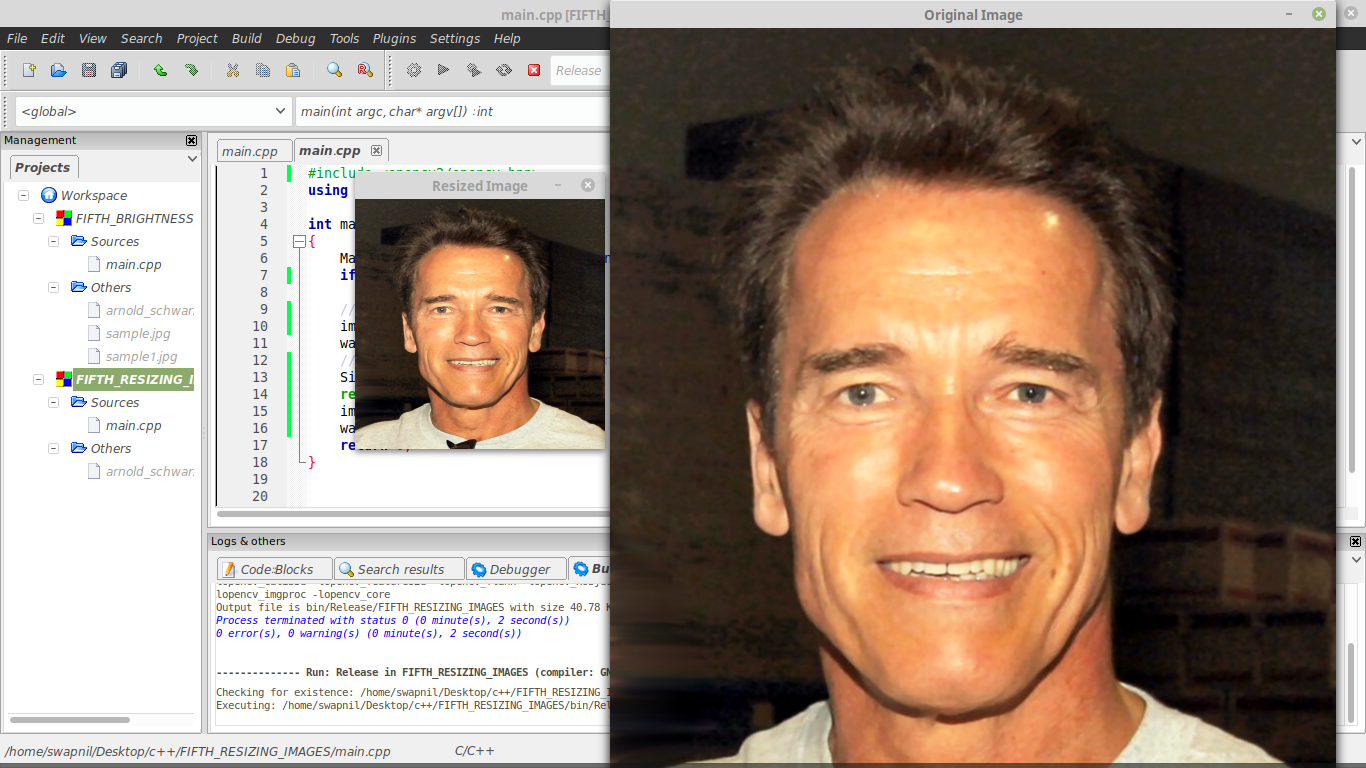 main.cpp [FIFTH_
Original Image
File Edit View Search Project Build Debug Tools Plugins Settings Help
Release
<global>
main(int argc, char* argv[]) : int
Management
Projects
Workspace
FIFTH_BRIGHTNESS
Sources
main.cpp
Others
arnold_schwar
sample.jpg
sample1.jpg
FIFTH_RESIZING_I
Sources
main.cpp
Others
arnold_schwar
main.cpp main.cpp
1 #include <opencv2/opencv.hpp>
2 using
Resized Image
3
4 int ma
5 {
6 Ma
7 if
8
9 //
10 im
11 wa
12 //
13 Si
14 re
15 im
16 wa
17 return 0;
18 }
19
20
Logs & others
Code::Blocks Search results Debugger Bu
lopencv_imgproc -lopencv_core
Output file is bin/Release/FIFTH_RESIZING_IMAGES with size 40.78 K
Process terminated with status 0 (0 minute(s), 2 second(s))
0 error(s), 0 warning(s) (0 minute(s), 2 second(s))
-------------- Run: Release in FIFTH_RESIZING_IMAGES (compiler: GN
Checking for existence: /home/swapnil/Desktop/c++/FIFTH_RESIZING_I
Executing: /home/swapnil/Desktop/c++/FIFTH_RESIZING_IMAGES/bin/Rel
/home/swapnil/Desktop/c++/FIFTH_RESIZING_IMAGES/main.cpp C/C++